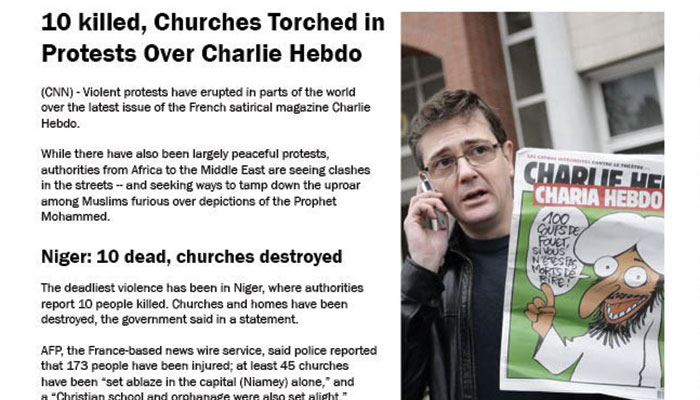 10 killed, Churches Torched in
Protests Over Charlie Hebdo
(CNN) - Violent protests have erupted in parts of the world
over the latest issue of the French satirical magazine Charlie
Hebdo.
While there have also been largely peaceful protests,
authorities from Africa to the Middle East are seeing clashes
in the streets -- and seeking ways to tamp down the uproar
among Muslims furious over depictions of the Prophet
Mohammed.
Niger: 10 dead, churches destroyed
The deadliest violence has been in Niger, where authorities
report 10 people killed. Churches and homes have been
destroyed, the government said in a statement.
AFP, the France-based news wire service, said police reported
that 173 people have been injured; at least 45 churches
have been “set ablaze in the capital (Niamey) alone,” and
a “Christian school and orphanage were also set alight.”
CHARLIE HE
CHARIA HEBDO
100
COUPS DE
FOUET,
SI VOUS
N'ÊTES PAS
MORTS DE
RIRE!